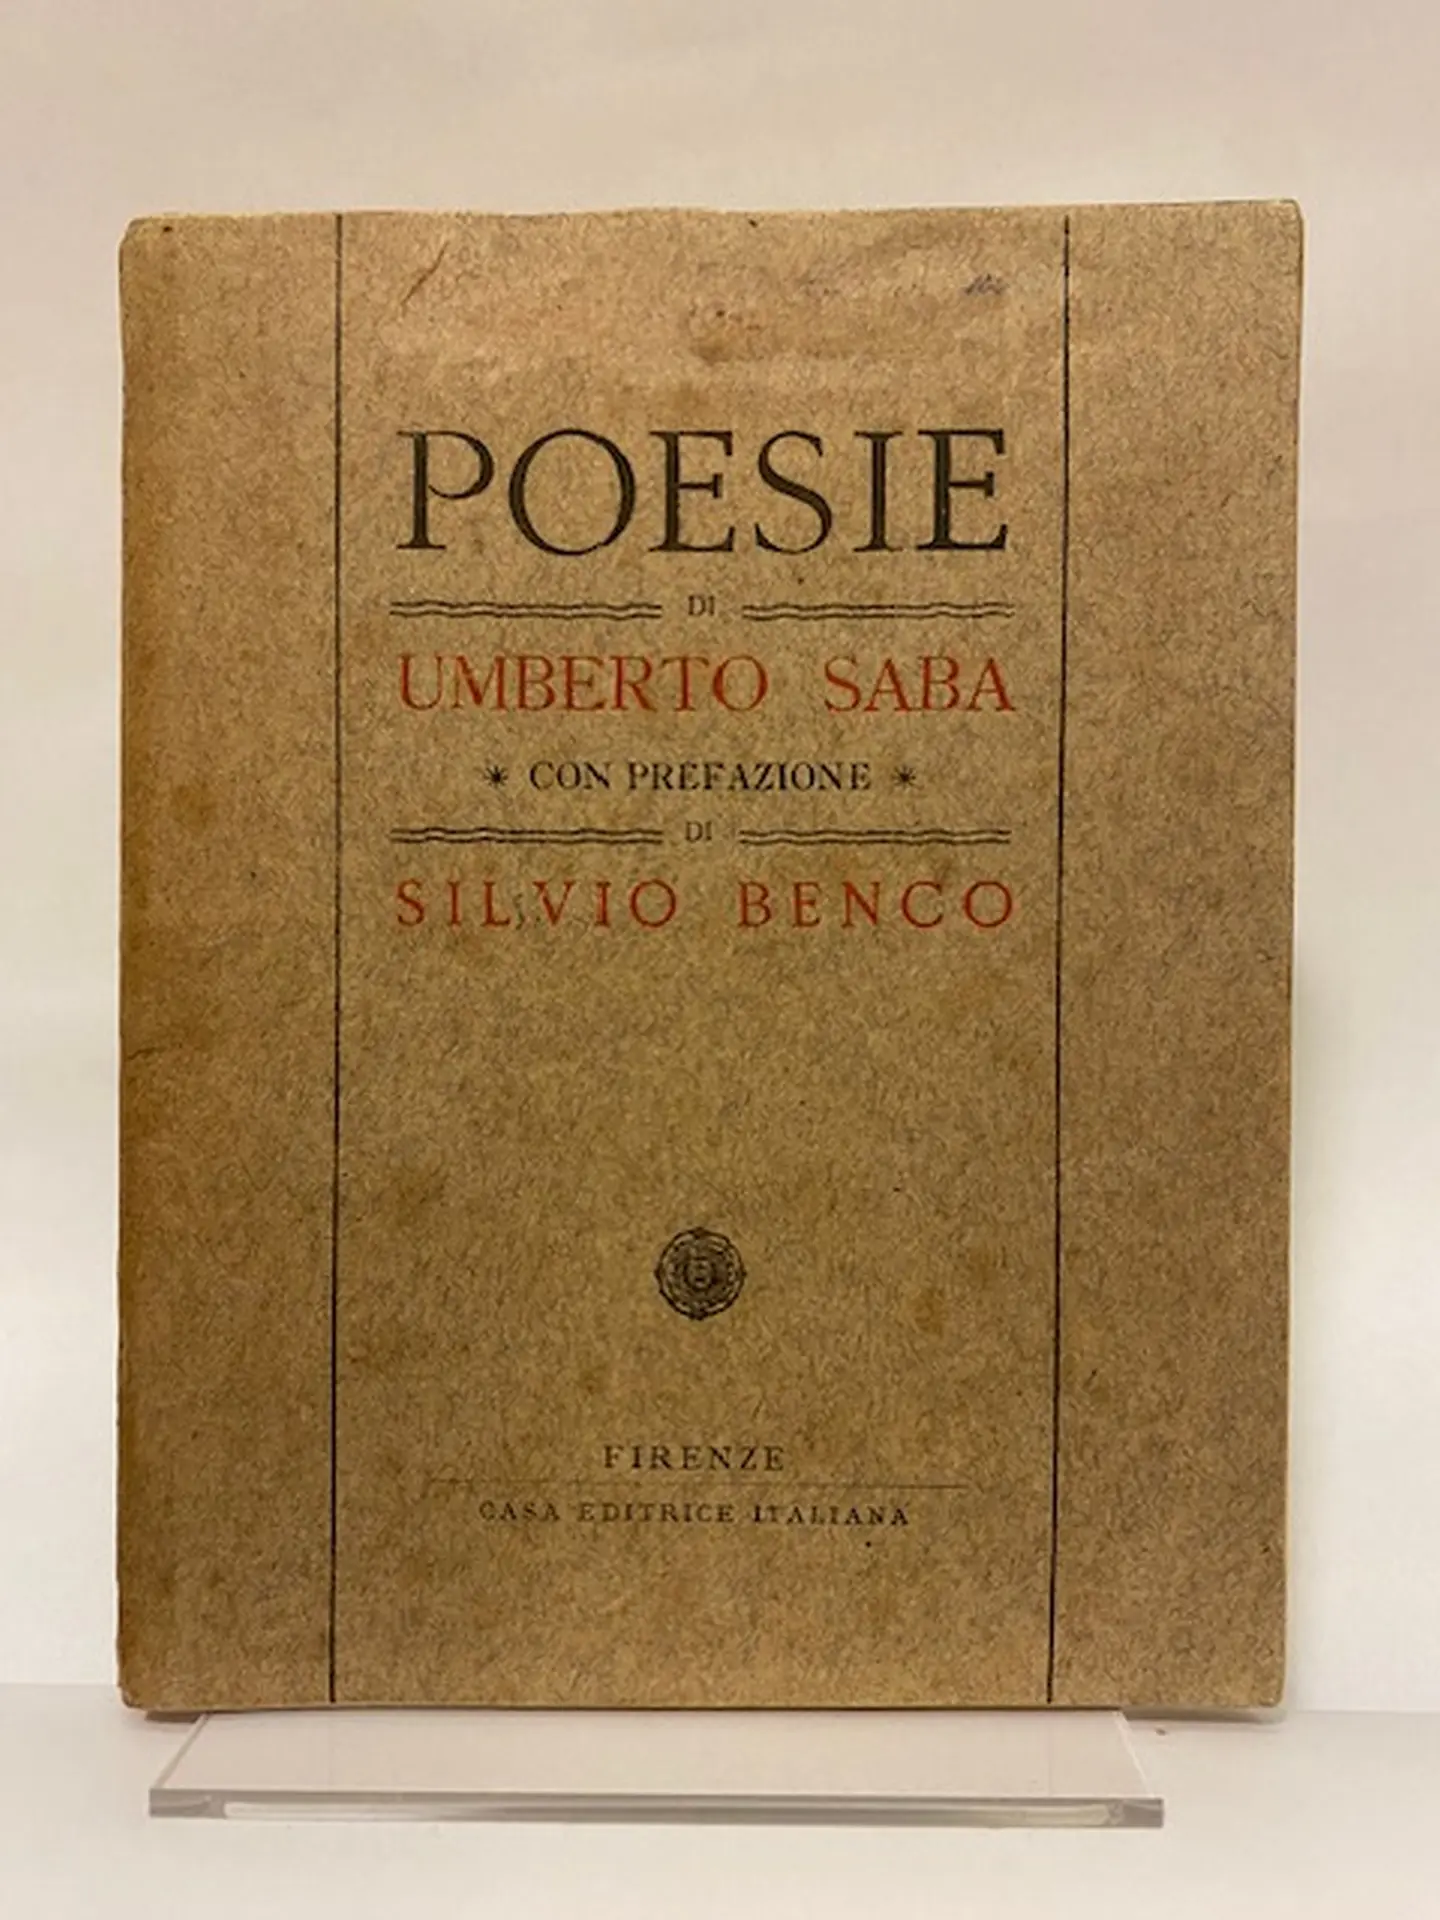 POESIE
DI
UMBERTO SABA
* CON PREFAZIONE *
DI
SILVIO BENCO
FIRENZE
CASA EDITRICE ITALIANA